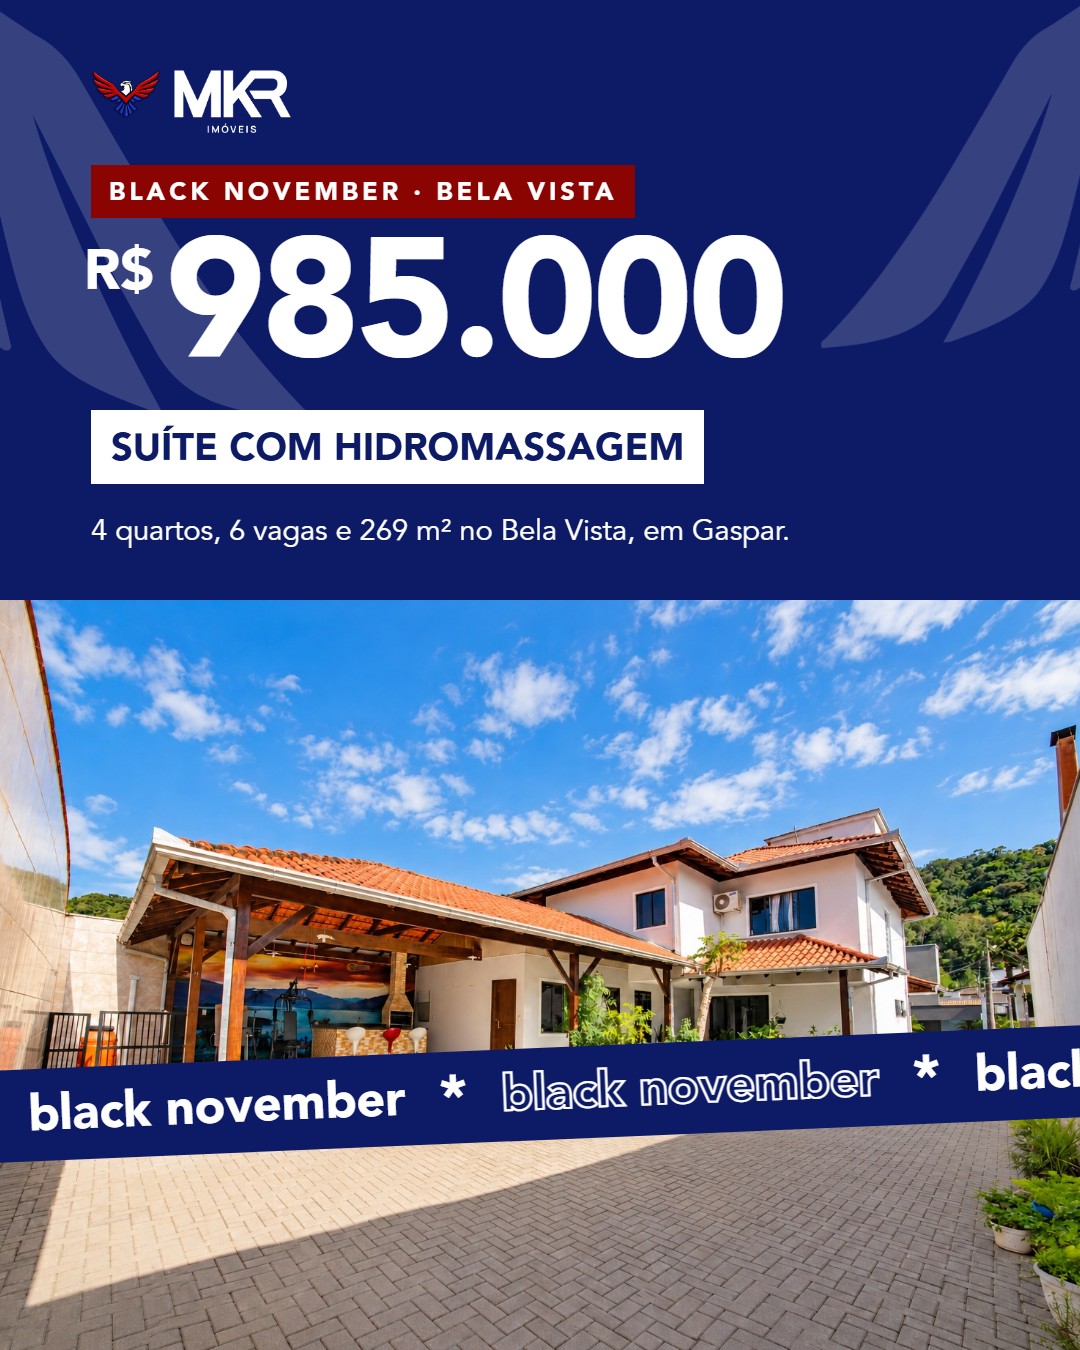 MKR
IMÓVEIS
BLACK NOVEMBER · BELA VISTA
R$ 985.000
SUÍTE COM HIDROMASSAGEM
4 quartos, 6 vagas e 269 m² no Bela Vista, em Gaspar.
black november * black november * black